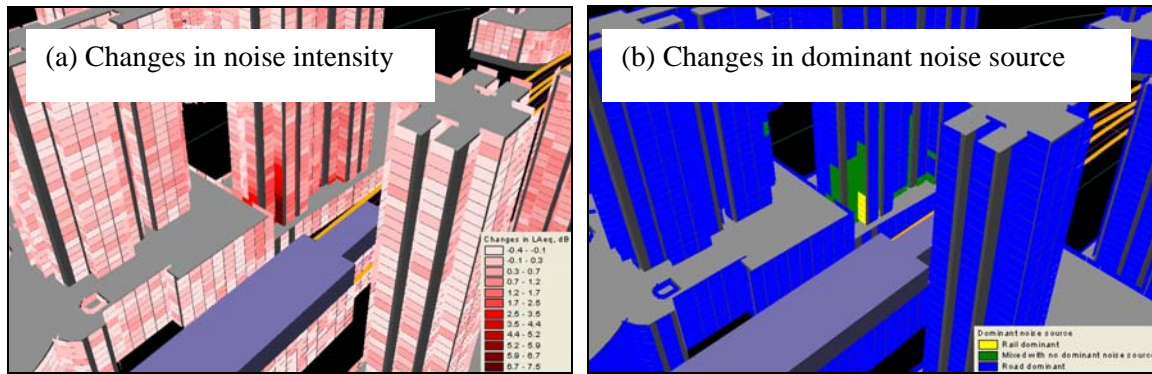 (a) Changes in noise intensity
Changes in LAeq, dB
-0.4 - -0.1
-0.1 - 0.3
0.3 - 0.7
0.7 - 1.2
1.2 - 1.7
1.7 - 2.5
2.5 - 3.5
3.5 - 4.4
4.4 - 5.2
5.2 - 5.9
5.9 - 6.7
6.7 - 7.5
(b) Changes in dominant noise source
Dominant noise source
Rail dominant
Mixed with no dominant noise source
Road dominant